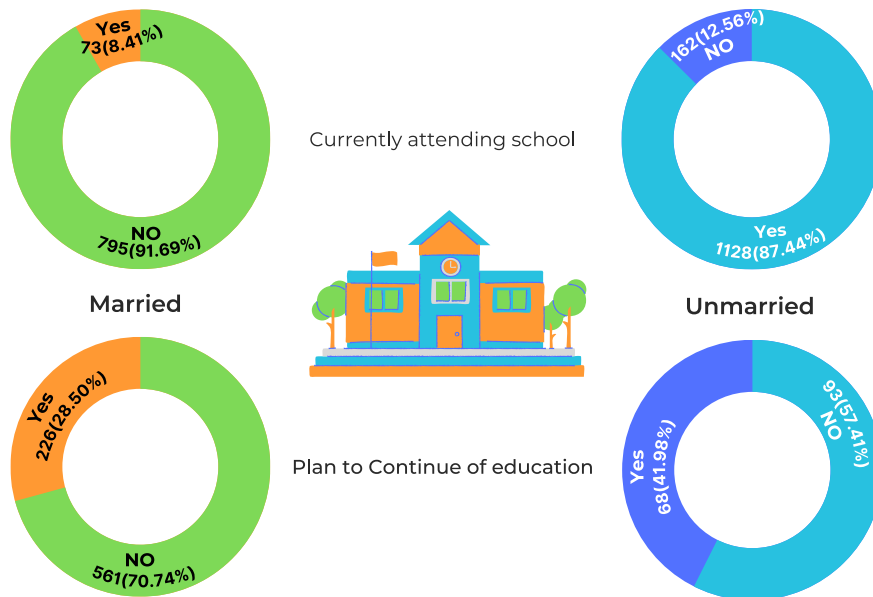 Yes
73(8.41%)
162(12.56%)
NO
Currently attending school
NO
795(91.69%)
Yes
1128(87.44%)
Married
Unmarried
Yes
226(28.50%)
93(57.41%)
NO
Plan to Continue of education
Yes
68(41.98%)
NO
561(70.74%)